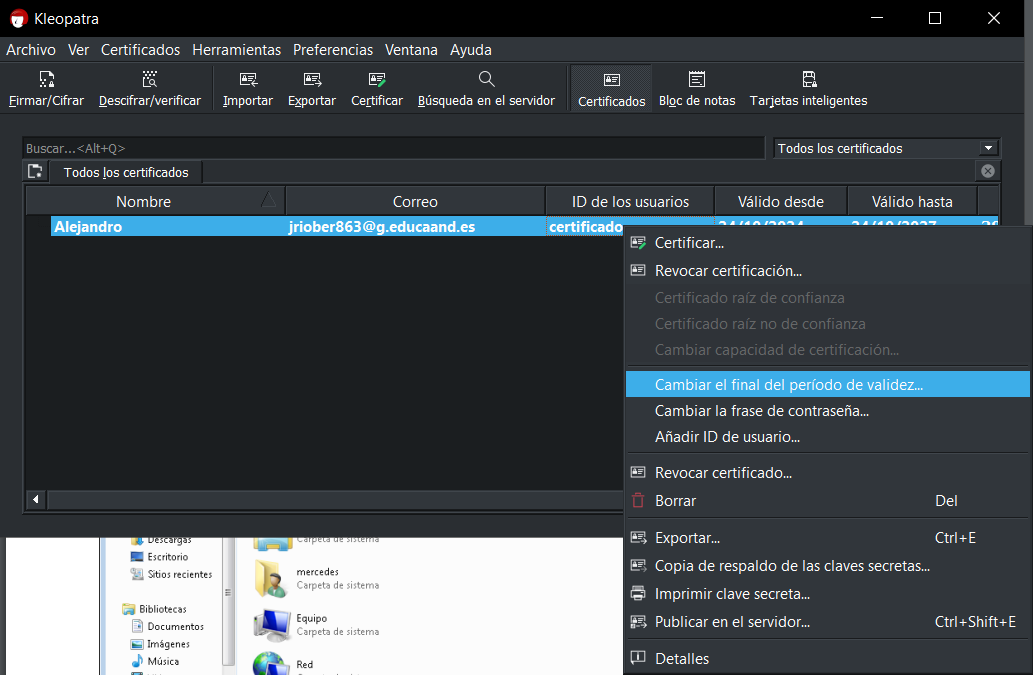 Kleopatra
Archivo Ver Certificados Herramientas Preferencias Ventana Ayuda
Firmar/Cifrar Descifrar/verificar Importar Exportar Certificar Búsqueda en el servidor Certificados Bloc de notas Tarjetas inteligentes
Buscar...<Alt+Q> Todos los certificados
Todos los certificados
Nombre Correo ID de los usuarios Válido desde Válido hasta
Alejandro jriober863@g.educaand.es certificado
Certificar...
Revocar certificación...
Certificado raíz de confianza
Certificado raíz no de confianza
Cambiar capacidad de certificación...
Cambiar el final del período de validez...
Cambiar la frase de contraseña...
Añadir ID de usuario...
Revocar certificado...
Borrar Del
Exportar... Ctrl+E
Copia de respaldo de las claves secretas...
Imprimir clave secreta...
Publicar en el servidor... Ctrl+Shift+E
Detalles
Descargas
Escritorio
Sitios recientes
Bibliotecas
Documentos
Imágenes
Música
Carpeta de sistema
mercedes
Carpeta de sistema
Equipo
Carpeta de sistema
Red